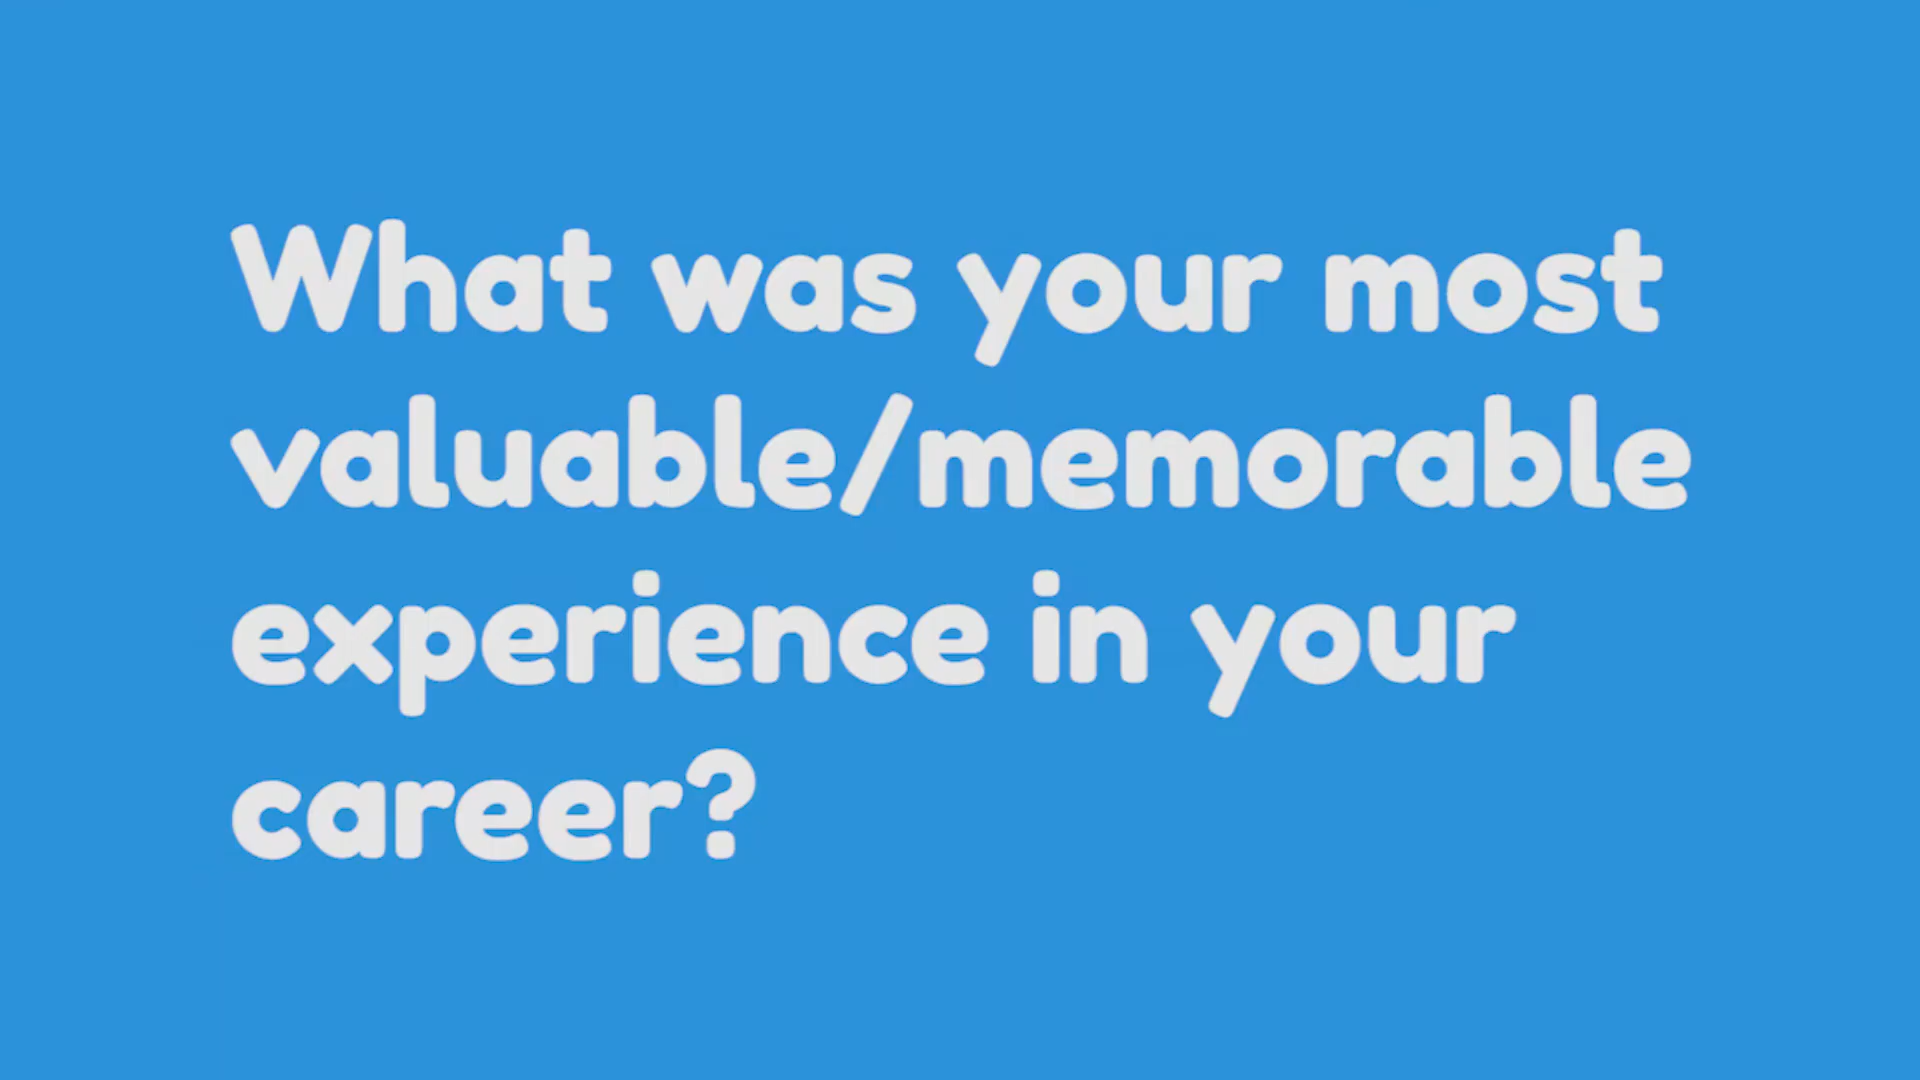 What was your most
valuable/memorable
experience in your
career?